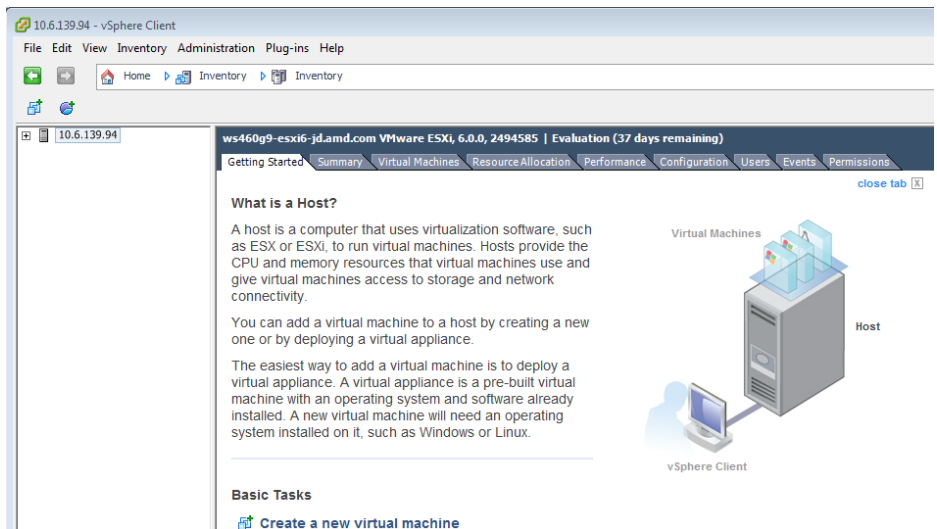 10.6.139.94 - vSphere Client
File Edit View Inventory Administration Plug-ins Help
Home Inventory Inventory
10.6.139.94
ws460g9-esxi6-jd.amd.com VMware ESXi, 6.0.0, 2494585 | Evaluation (37 days remaining)
Getting Started Summary Virtual Machines Resource Allocation Performance Configuration Users Events Permissions
close tab X
What is a Host?
A host is a computer that uses virtualization software, such
as ESX or ESXi, to run virtual machines. Hosts provide the
CPU and memory resources that virtual machines use and
give virtual machines access to storage and network
connectivity.
You can add a virtual machine to a host by creating a new
one or by deploying a virtual appliance.
The easiest way to add a virtual machine is to deploy a
virtual appliance. A virtual appliance is a pre-built virtual
machine with an operating system and software already
installed. A new virtual machine will need an operating
system installed on it, such as Windows or Linux.
Virtual Machines
Host
vSphere Client
Basic Tasks
Create a new virtual machine